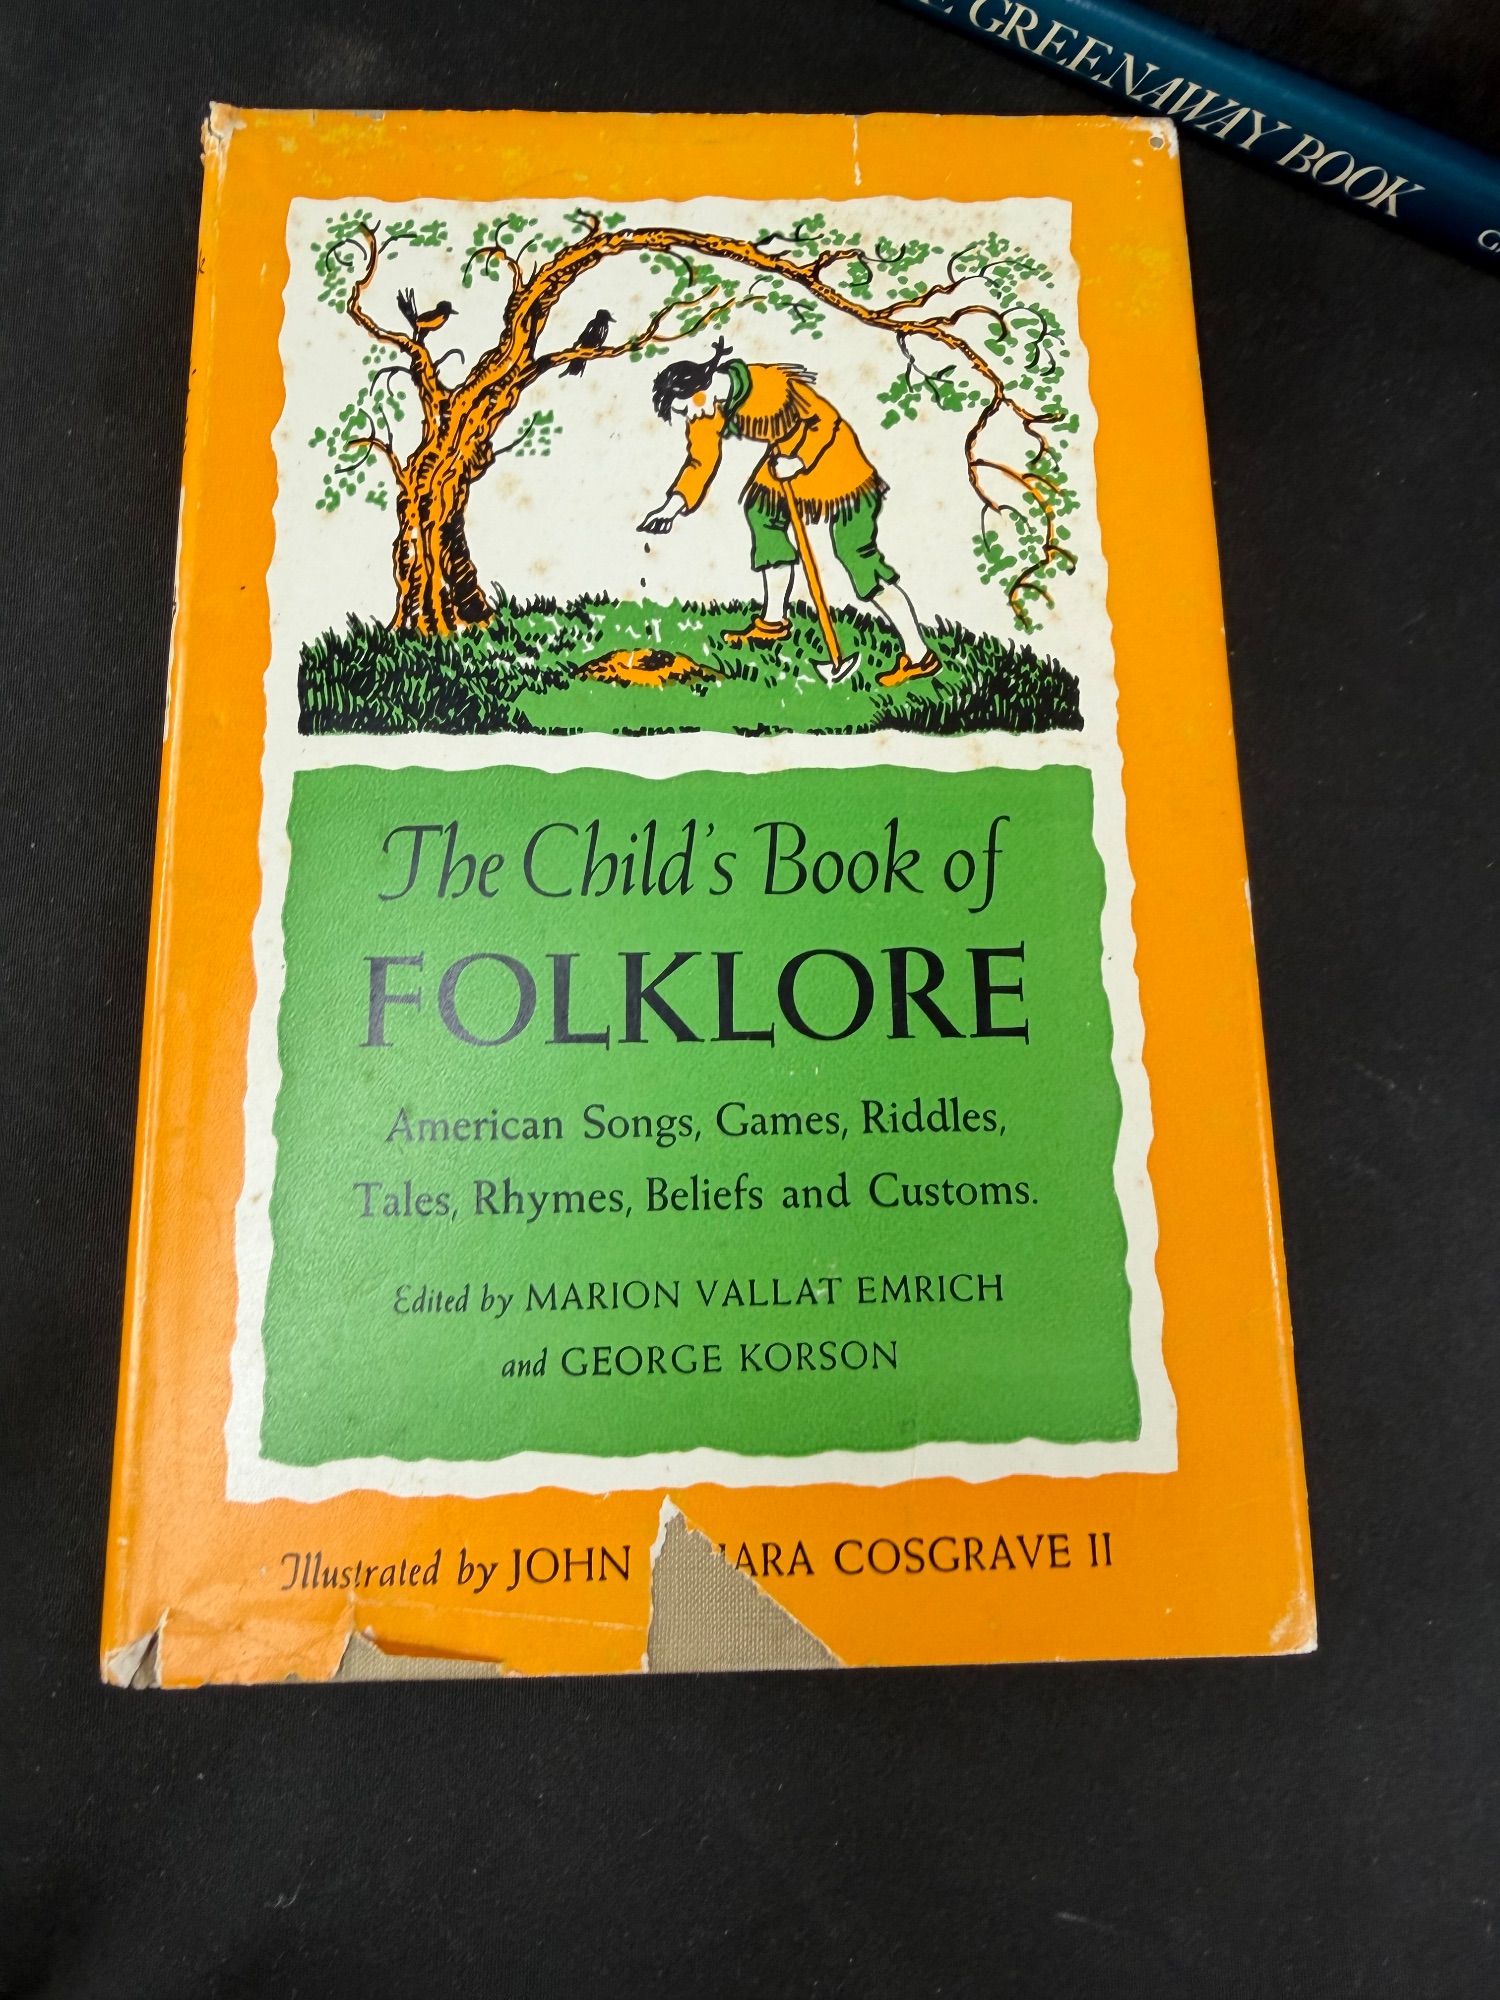 GREENAWAY BOOK
The Child's Book of
FOLKLORE
American Songs, Games, Riddles,
Tales, Rhymes, Beliefs and Customs.
Edited by MARION VALLAT EMRICH
and GEORGE KORSON
Illustrated by JOHN COSGRAVE II